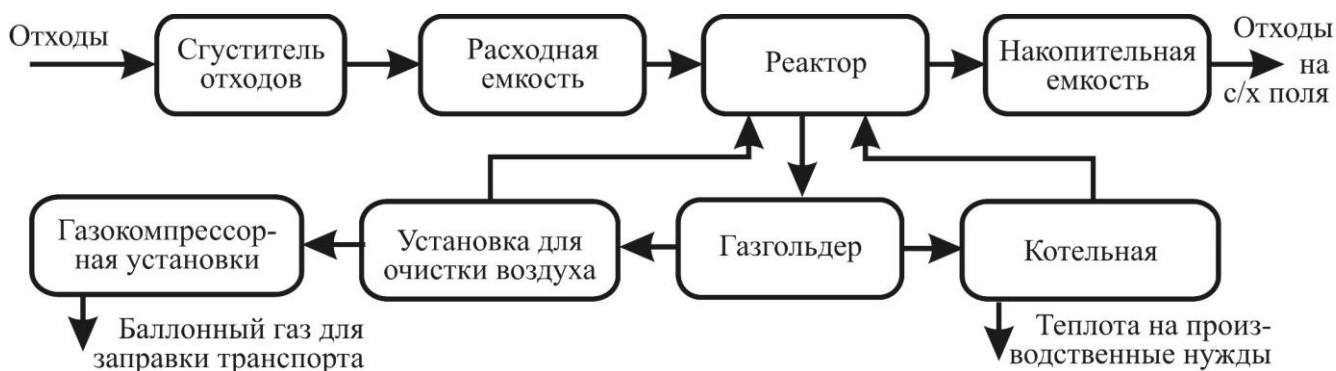 Отходы
Сгуститель
отходов
Расходная
емкость
Реактор
Накопительная
емкость
Отходы
на
с/х поля
Газокомпрессор-
ная установки
Установка для
очистки воздуха
Газгольдер
Котельная
Баллонный газ для
заправки транспорта
Теплота на произ-
водственные нужды